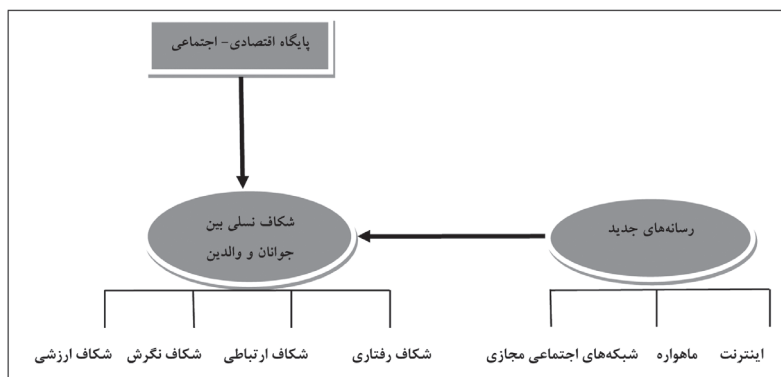 پایگاه اقتصادی- اجتماعی
شکاف نسلی بین
جوانان و والدین
رسانه‌های جدید
اینترنت
ماهواره
شبکه‌های اجتماعی مجازی
شکاف رفتاری
شکاف ارتباطی
شکاف نگرش
شکاف ارزشی